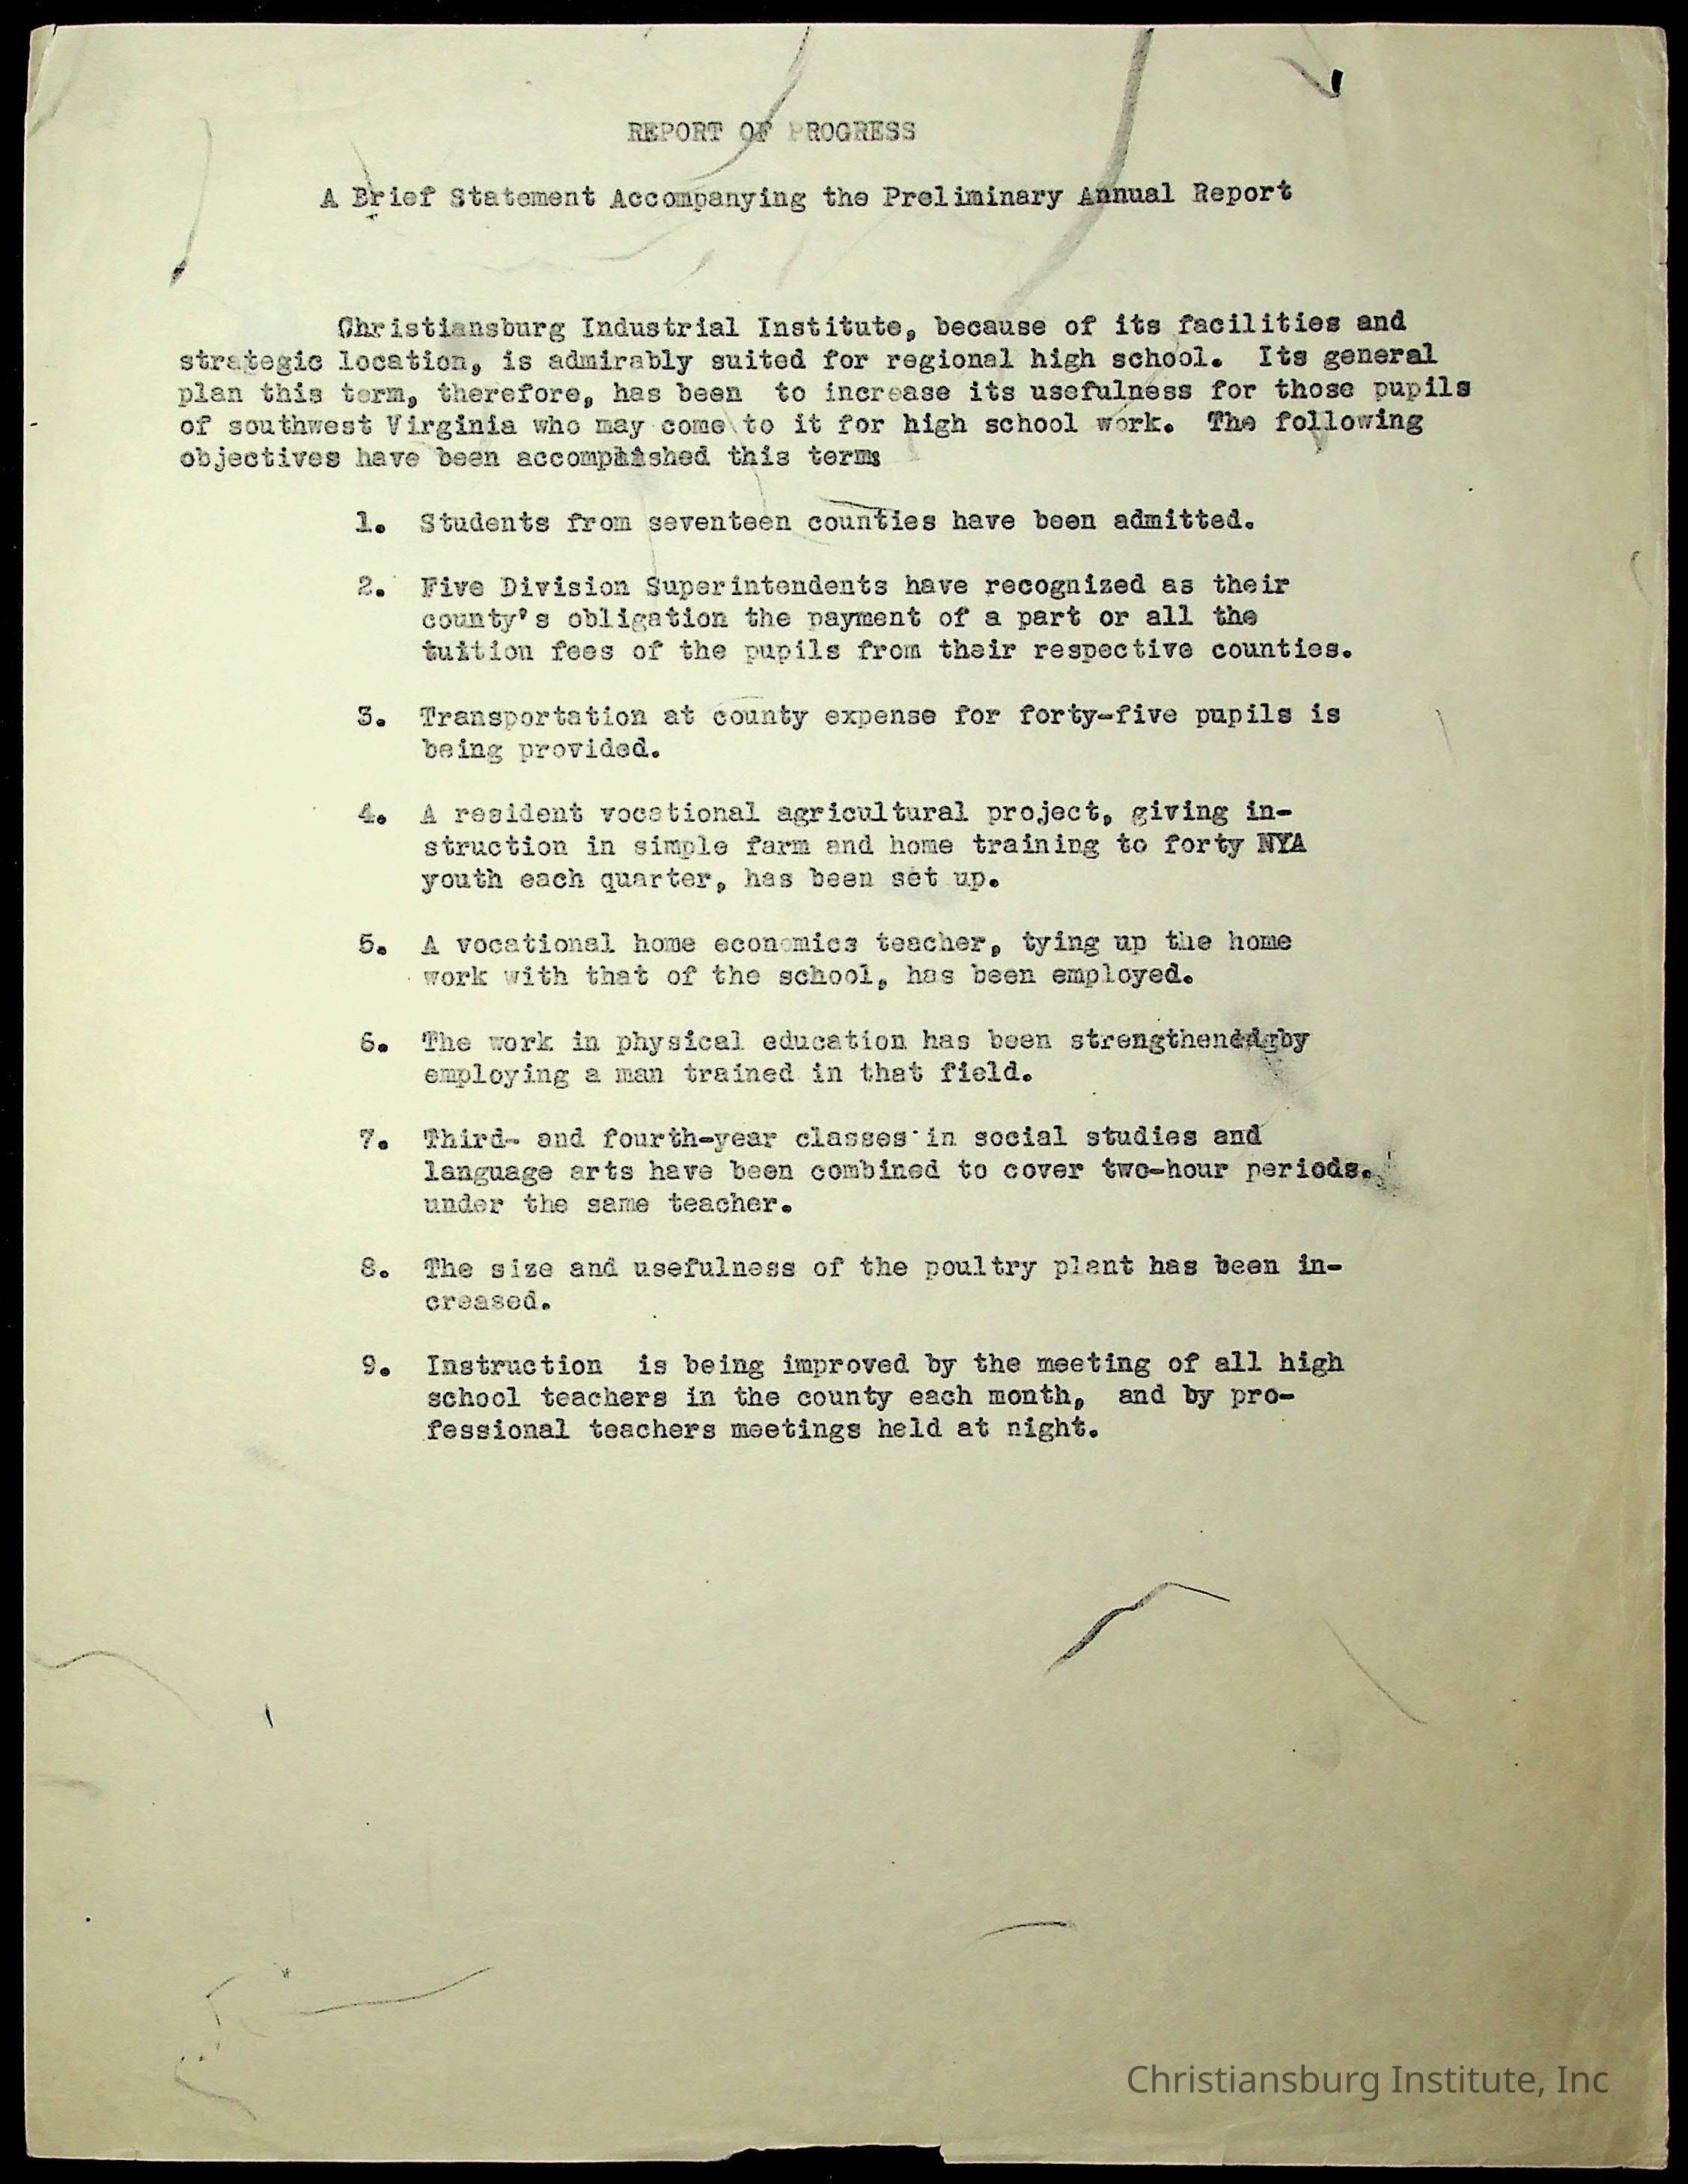 REPORT OF PROGRESS
A Brief Statement Accompanying the Preliminary Annual Report
Christiansburg Industrial Institute, because of its facilities and
strategic location, is admirably suited for regional high school. Its general
plan this term, therefore, has been to increase its usefulness for those pupils
of southwest Virginia who may come to it for high school work. The following
objectives have been accomplished this term:
1. Students from seventeen counties have been admitted.
2. Five Division Superintendents have recognized as their
county's obligation the payment of a part or all the
tuition fees of the pupils from their respective counties.
3. Transportation at county expense for forty-five pupils is
being provided.
4. A resident vocational agricultural project, giving in-
struction in simple farm and home training to forty NYA
youth each quarter, has been set up.
5. A vocational home economics teacher, tying up the home
work with that of the school, has been employed.
6. The work in physical education has been strengthened by
employing a man trained in that field.
7. Third- and fourth-year classes in social studies and
language arts have been combined to cover two-hour periods.
under the same teacher.
8. The size and usefulness of the poultry plant has been in-
creased.
9. Instruction is being improved by the meeting of all high
school teachers in the county each month, and by pro-
fessional teachers meetings held at night.
Christiansburg Institute, Inc